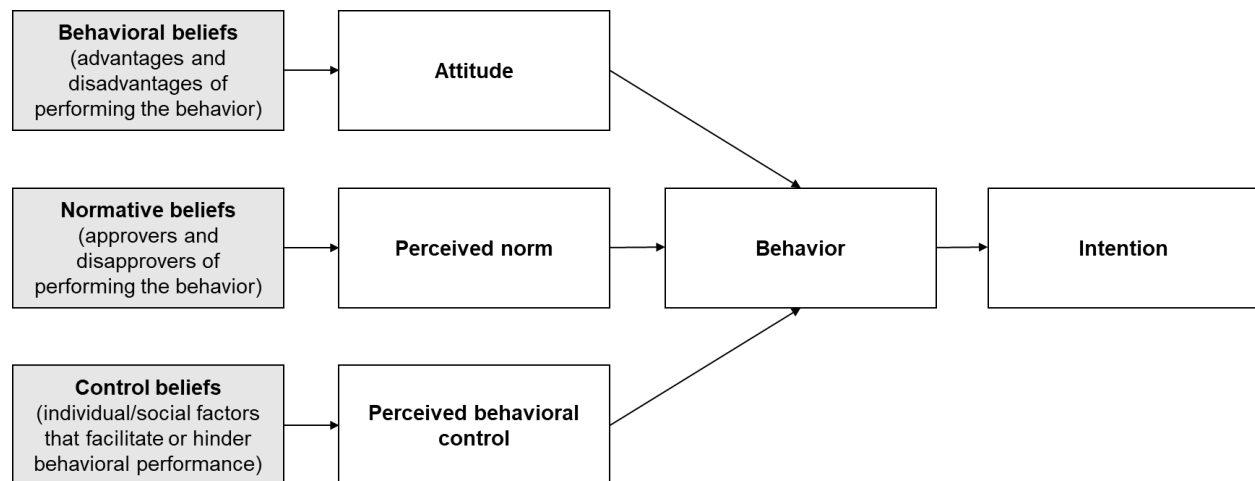 Behavioral beliefs
(advantages and
disadvantages of
performing the behavior)
Attitude
Normative beliefs
(approvers and
disapprovers of
performing the behavior)
Perceived norm
Behavior
Intention
Control beliefs
(individual/social factors
that facilitate or hinder
behavioral performance)
Perceived behavioral
control